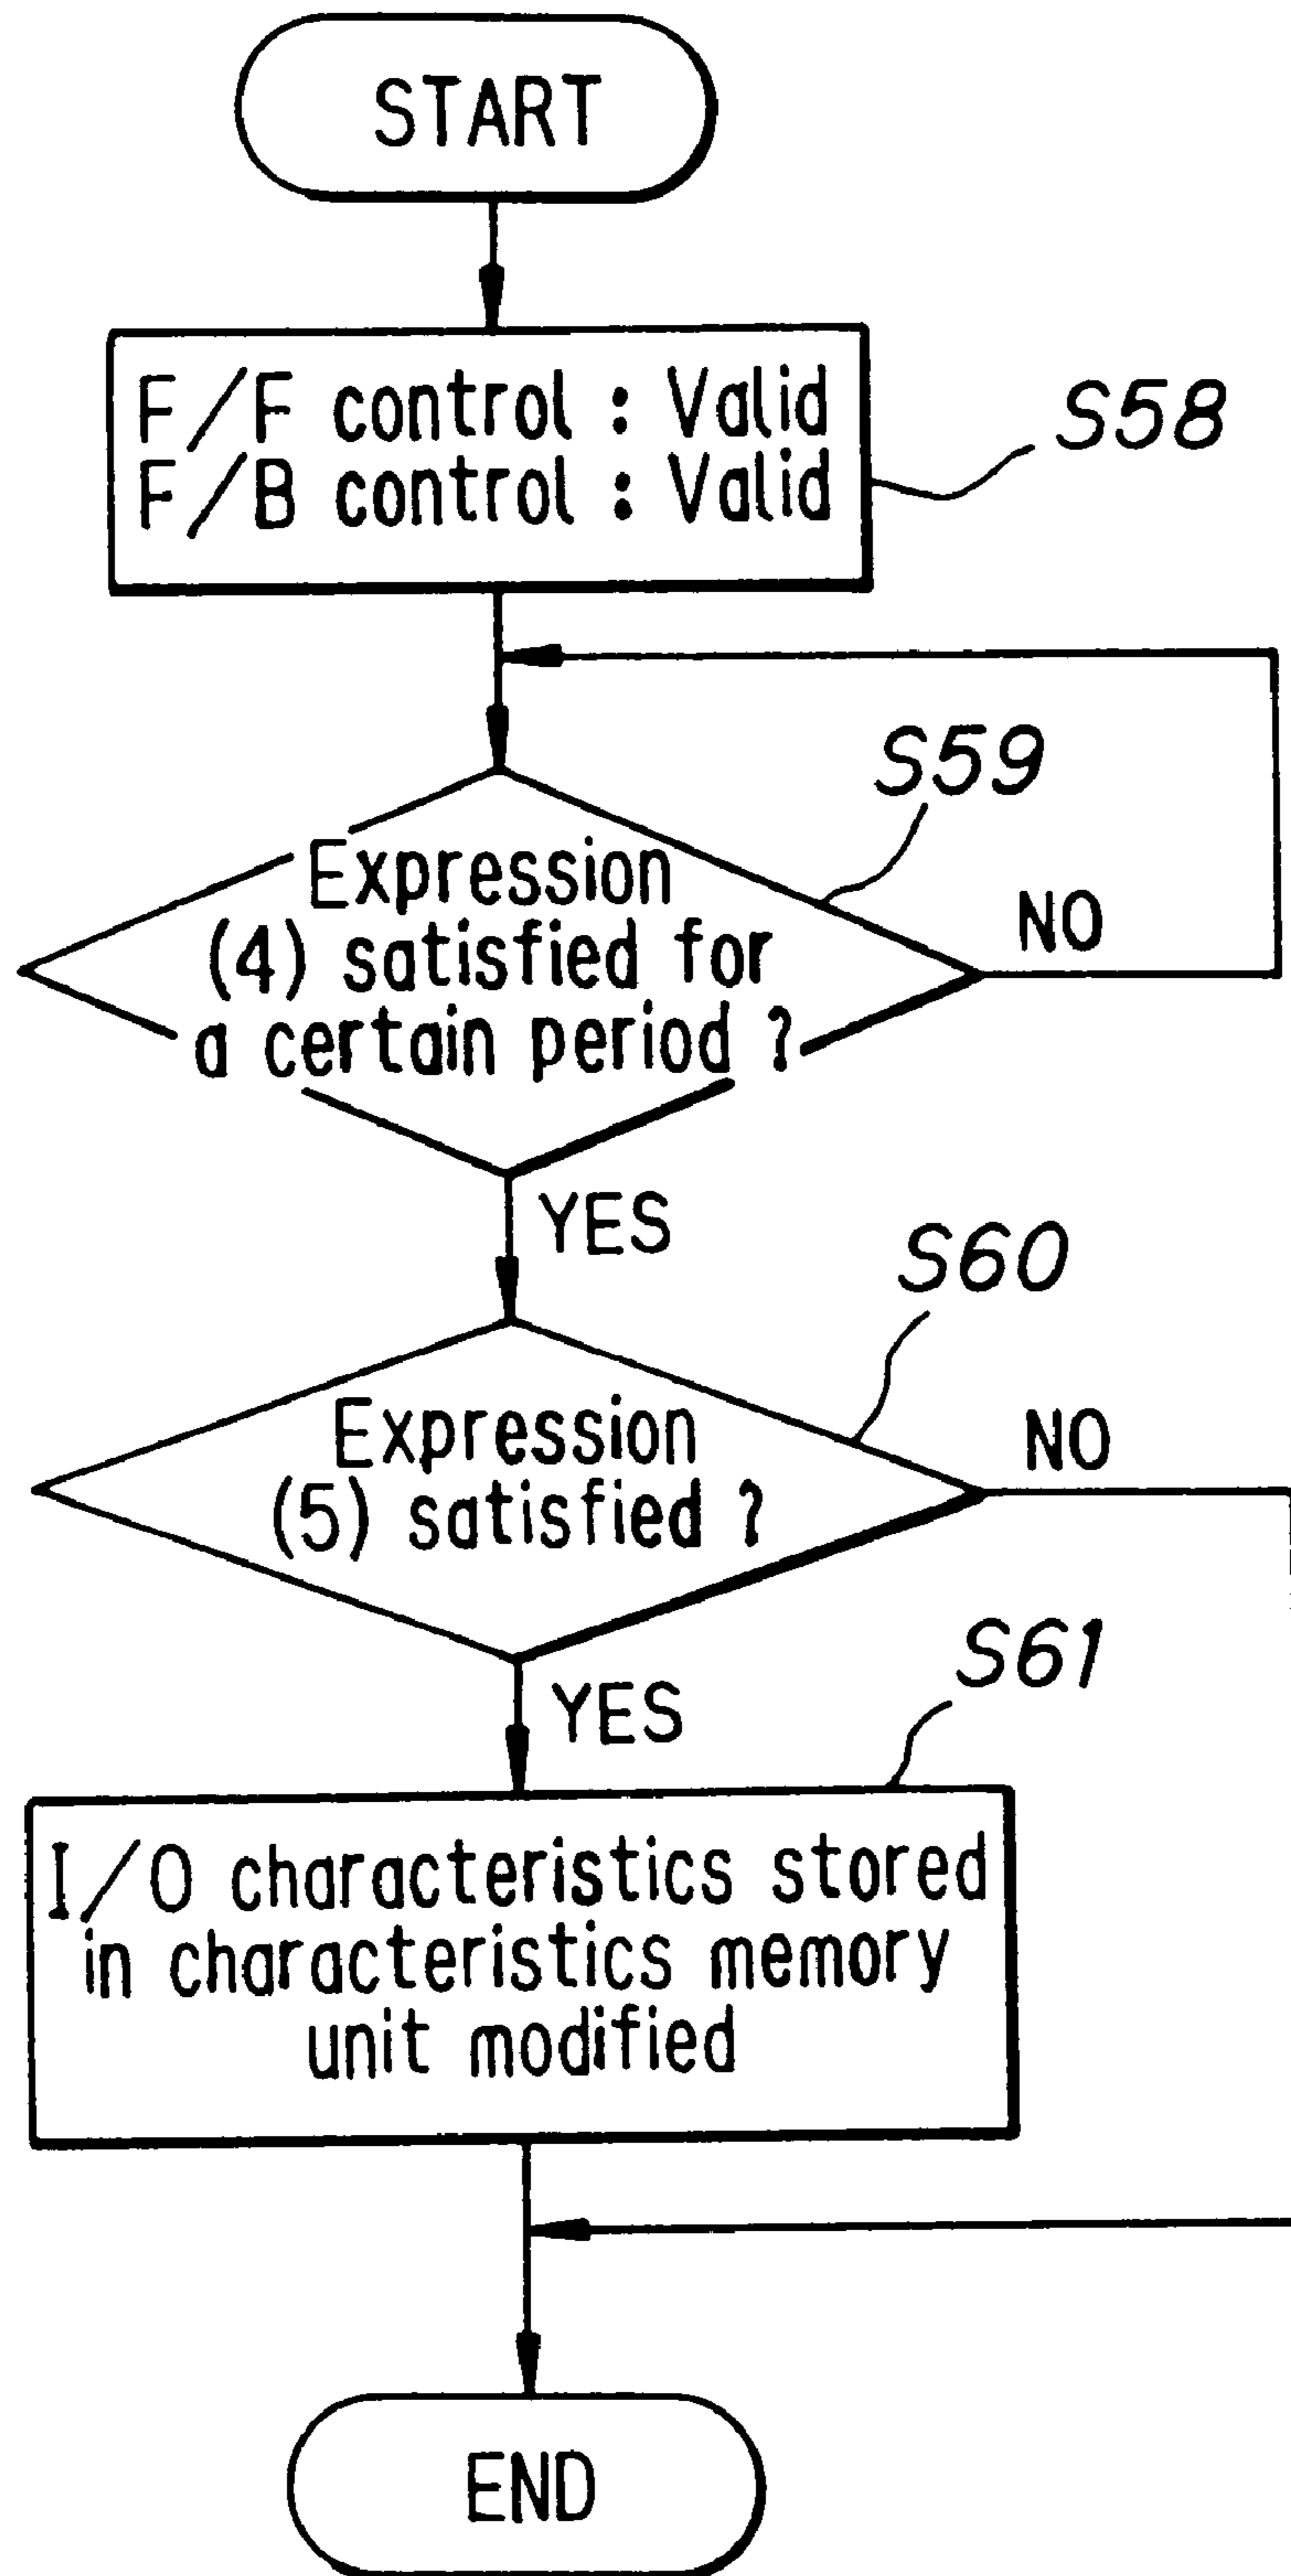 START
F/F control : Valid
F/B control : Valid
S58
S59
Expression
(4) satisfied for
a certain period ?
NO
YES
S60
Expression
(5) satisfied ?
NO
YES
S61
I/O characteristics stored
in characteristics memory
unit modified
END